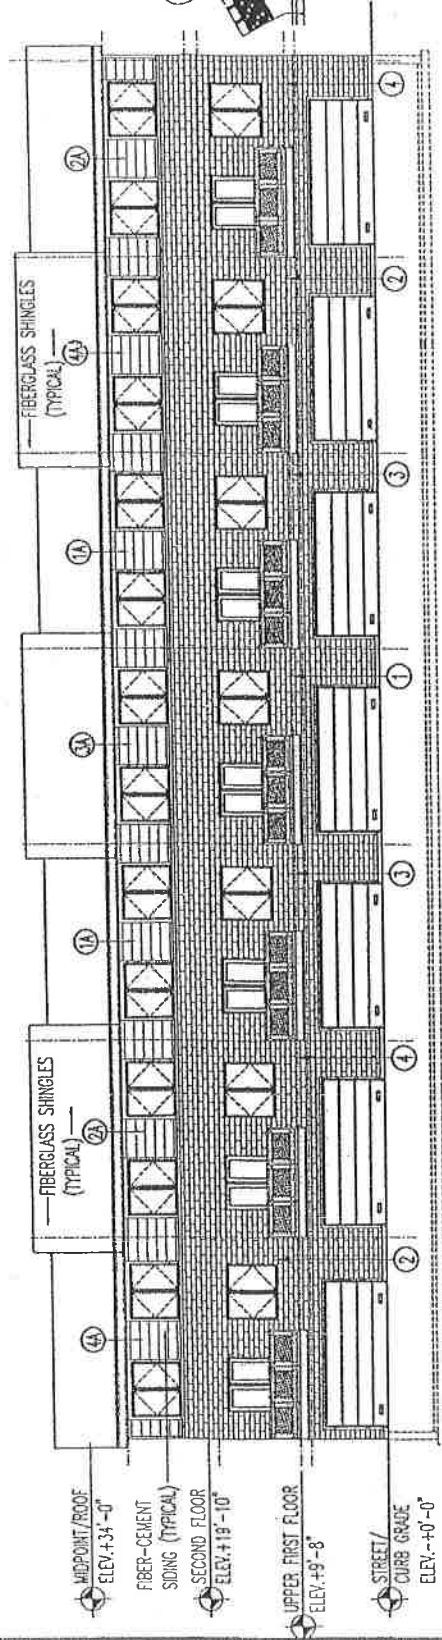 FIBERGLASS SHINGLES
(TYPICAL)
FIBERGLASS SHINGLES
(TYPICAL)
4A
2A
1A
3A
1A
4A
2A
MIDPOINT/ROOF
ELEV.+34'-0"
FIBER-CEMENT
SIDING (TYPICAL)
SECOND FLOOR
ELEV.+19'-10"
UPPER FIRST FLOOR
ELEV.+9'-8"
STREET/
CURB GRADE
ELEV.-+0'-0"
2
4
3
1
3
2
4